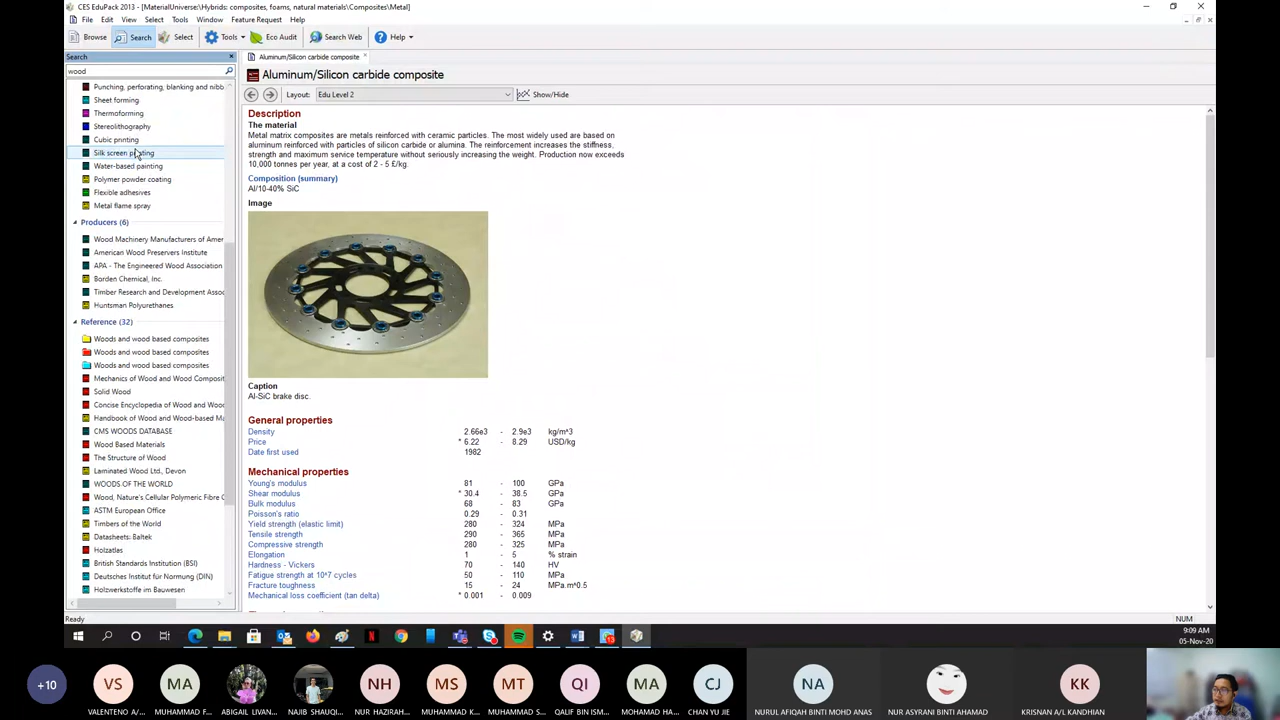 CES EduPack 2013 - [MaterialUniverse:\Hybrids: composites, foams, natural materials\Composites\Metal]
File Edit View Select Tools Window Feature Request Help
Browse Search Select Tools Eco Audit Search Web Help
Search
wood
Punching, perforating, blanking and nibb
Sheet forming
Thermoforming
Stereolithography
Cubic printing
Silk screen printing
Water-based painting
Polymer powder coating
Flexible adhesives
Metal flame spray
Producers (6)
Wood Machinery Manufacturers of Amer
American Wood Preservers Institute
APA - The Engineered Wood Association
Borden Chemical, Inc.
Timber Research and Development Assoc
Huntsman Polyurethanes
Reference (32)
Woods and wood based composites
Woods and wood based composites
Woods and wood based composites
Mechanics of Wood and Wood Composit
Solid Wood
Concise Encyclopedia of Wood and Wood
Handbook of Wood and Wood-based Ma
CMS WOODS DATABASE
Wood Based Materials
The Structure of Wood
Laminated Wood Ltd., Devon
WOODS OF THE WORLD
Wood, Nature's Cellular Polymeric Fibre C
ASTM European Office
Timbers of the World
Datasheets: Baltek
Holzatlas
British Standards Institution (BSI)
Deutsches Institut für Normung (DIN)
Holzwerkstoffe im Bauwesen
Aluminum/Silicon carbide composite
Aluminum/Silicon carbide composite
Layout: Edu Level 2 Show/Hide
Description
The material
Metal matrix composites are metals reinforced with ceramic particles. The most widely used are based on
aluminum reinforced with particles of silicon carbide or alumina. The reinforcement increases the stiffness,
strength and maximum service temperature without seriously increasing the weight. Production now exceeds
10,000 tonnes per year, at a cost of 2 - 5 £/kg.
Composition (summary)
Al/10-40% SiC
Image
Caption
Al-SiC brake disc.
General properties
Density 2.66e3 - 2.9e3 kg/m^3
Price * 6.22 - 8.29 USD/kg
Date first used 1982
Mechanical properties
Young's modulus 81 - 100 GPa
Shear modulus * 30.4 - 38.5 GPa
Bulk modulus 68 - 83 GPa
Poisson's ratio 0.29 - 0.31
Yield strength (elastic limit) 280 - 324 MPa
Tensile strength 290 - 365 MPa
Compressive strength 280 - 325 MPa
Elongation 1 - 5 % strain
Hardness - Vickers 70 - 140 HV
Fatigue strength at 10^7 cycles 50 - 110 MPa
Fracture toughness 15 - 24 MPa.m^0.5
Mechanical loss coefficient (tan delta) * 0.001 - 0.009
Ready NUM
9:09 AM
05-Nov-20
+10 VS MA NH MS MT QI MA CJ NA KK
VALENTENO A/... MUHAMMAD F... ABIGAIL LIVAN... NAJIB SHAUQI... NUR HAZIRAH... MUHAMMAD K... MUHAMMAD S... QALIF BIN ISM... MOHAMAD HA... CHAN YU JIE NURUL AFIQAH BINTI MOHD ANAS NUR ASYRANI BINTI AHAMAD KRISNAN A/L KANDHIAN